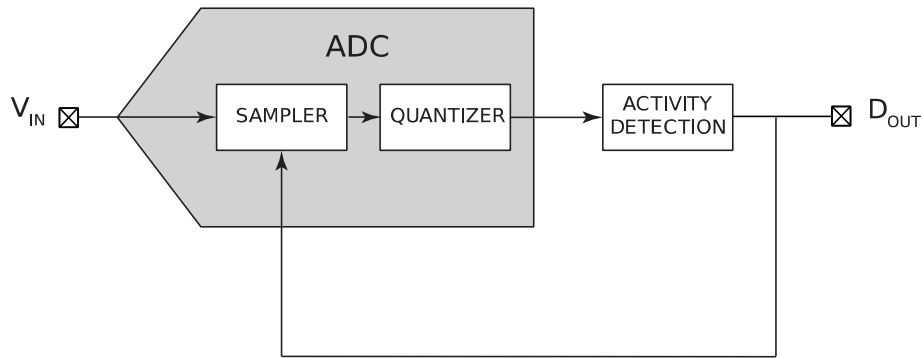 ADC
V_IN
SAMPLER
QUANTIZER
ACTIVITY
DETECTION
D_OUT